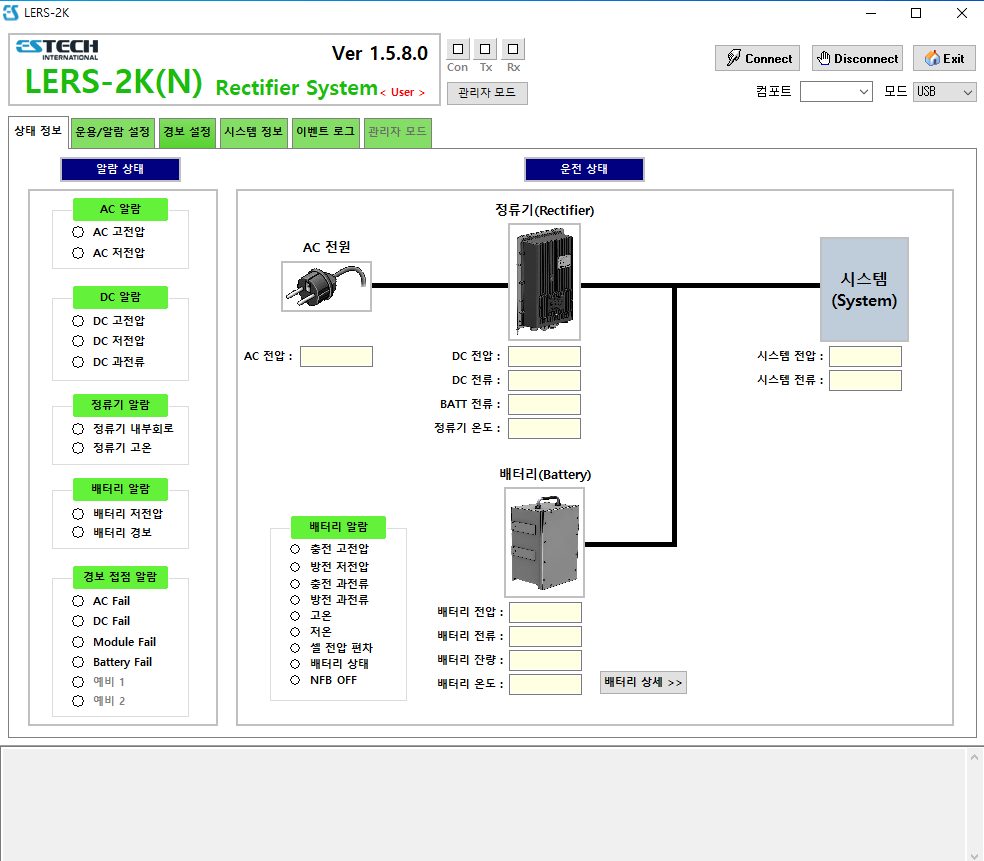 LERS-2K
ESTECH
INTERNATIONAL
Ver 1.5.8.0
LERS-2K(N) Rectifier System < User >
Con Tx Rx
관리자 모드
Connect
Disconnect
Exit
컴포트
모드 USB
상태 정보
운용/알람 설정
경보 설정
시스템 정보
이벤트 로그
관리자 모드
알람 상태
AC 알람
AC 고전압
AC 저전압
DC 알람
DC 고전압
DC 저전압
DC 과전류
정류기 알람
정류기 내부회로
정류기 고온
배터리 알람
배터리 저전압
배터리 경보
경보 접점 알람
AC Fail
DC Fail
Module Fail
Battery Fail
예비 1
예비 2
운전 상태
AC 전원
AC 전압 :
정류기(Rectifier)
DC 전압 :
DC 전류 :
BATT 전류 :
정류기 온도 :
시스템
(System)
시스템 전압 :
시스템 전류 :
배터리 알람
충전 고전압
방전 저전압
충전 과전류
방전 과전류
고온
저온
셀 전압 편차
배터리 상태
NFB OFF
배터리(Battery)
배터리 전압 :
배터리 전류 :
배터리 잔량 :
배터리 온도 :
배터리 상세 >>